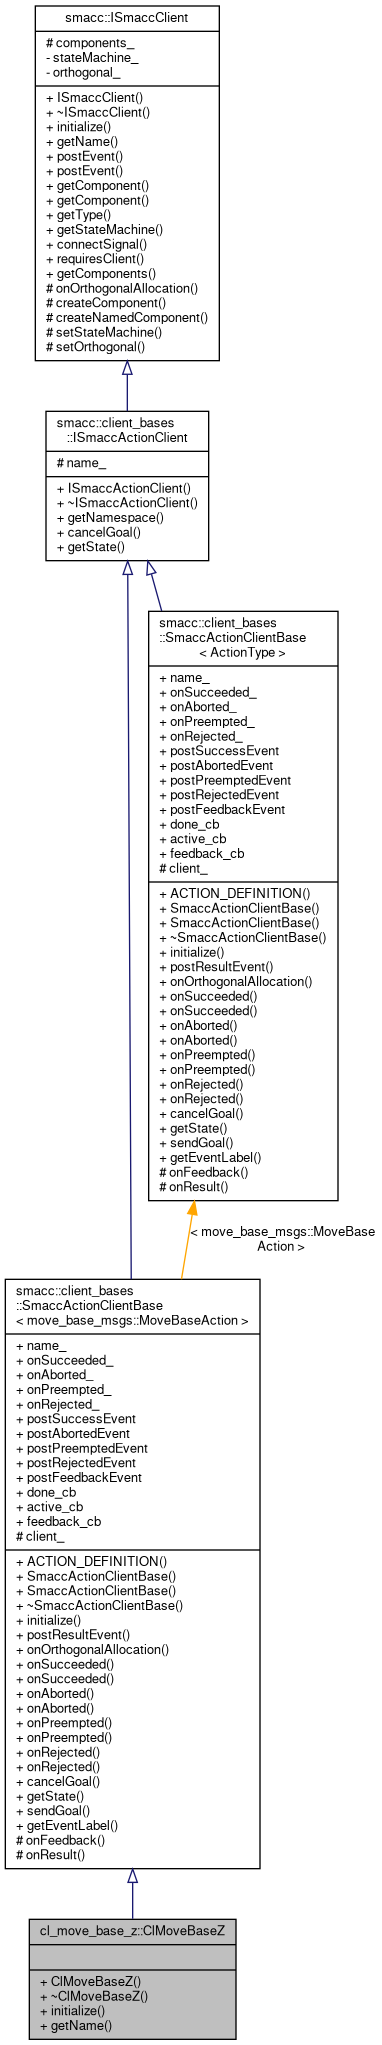 smacc::ISmaccClient
# components_
- stateMachine_
- orthogonal_
+ ISmaccClient()
+ ~ISmaccClient()
+ initialize()
+ getName()
+ postEvent()
+ postEvent()
+ getComponent()
+ getComponent()
+ getType()
+ getStateMachine()
+ connectSignal()
+ requiresClient()
+ getComponents()
# onOrthogonalAllocation()
# createComponent()
# createNamedComponent()
# setStateMachine()
# setOrthogonal()
smacc::client_bases
::ISmaccActionClient
# name_
+ ISmaccActionClient()
+ ~ISmaccActionClient()
+ getNamespace()
+ cancelGoal()
+ getState()
smacc::client_bases
::SmaccActionClientBase
< ActionType >
+ name_
+ onSucceeded_
+ onAborted_
+ onPreempted_
+ onRejected_
+ postSuccessEvent
+ postAbortedEvent
+ postPreemptedEvent
+ postRejectedEvent
+ postFeedbackEvent
+ done_cb
+ active_cb
+ feedback_cb
# client_
+ ACTION_DEFINITION()
+ SmaccActionClientBase()
+ SmaccActionClientBase()
+ ~SmaccActionClientBase()
+ initialize()
+ postResultEvent()
+ onOrthogonalAllocation()
+ onSucceeded()
+ onSucceeded()
+ onAborted()
+ onAborted()
+ onPreempted()
+ onPreempted()
+ onRejected()
+ onRejected()
+ cancelGoal()
+ getState()
+ sendGoal()
+ getEventLabel()
# onFeedback()
# onResult()
< move_base_msgs::MoveBase
Action >
smacc::client_bases
::SmaccActionClientBase
< move_base_msgs::MoveBaseAction >
+ name_
+ onSucceeded_
+ onAborted_
+ onPreempted_
+ onRejected_
+ postSuccessEvent
+ postAbortedEvent
+ postPreemptedEvent
+ postRejectedEvent
+ postFeedbackEvent
+ done_cb
+ active_cb
+ feedback_cb
# client_
+ ACTION_DEFINITION()
+ SmaccActionClientBase()
+ SmaccActionClientBase()
+ ~SmaccActionClientBase()
+ initialize()
+ postResultEvent()
+ onOrthogonalAllocation()
+ onSucceeded()
+ onSucceeded()
+ onAborted()
+ onAborted()
+ onPreempted()
+ onPreempted()
+ onRejected()
+ onRejected()
+ cancelGoal()
+ getState()
+ sendGoal()
+ getEventLabel()
# onFeedback()
# onResult()
cl_move_base_z::ClMoveBaseZ
+ ClMoveBaseZ()
+ ~ClMoveBaseZ()
+ initialize()
+ getName()